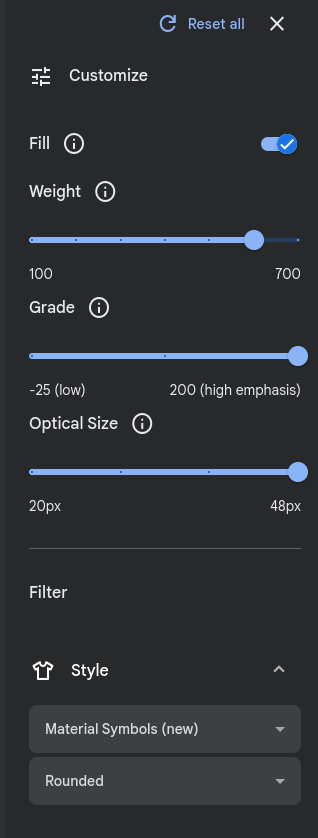 Reset all
Customize
Fill
Weight
100 700
Grade
-25 (low) 200 (high emphasis)
Optical Size
20px 48px
Filter
Style
Material Symbols (new)
Rounded